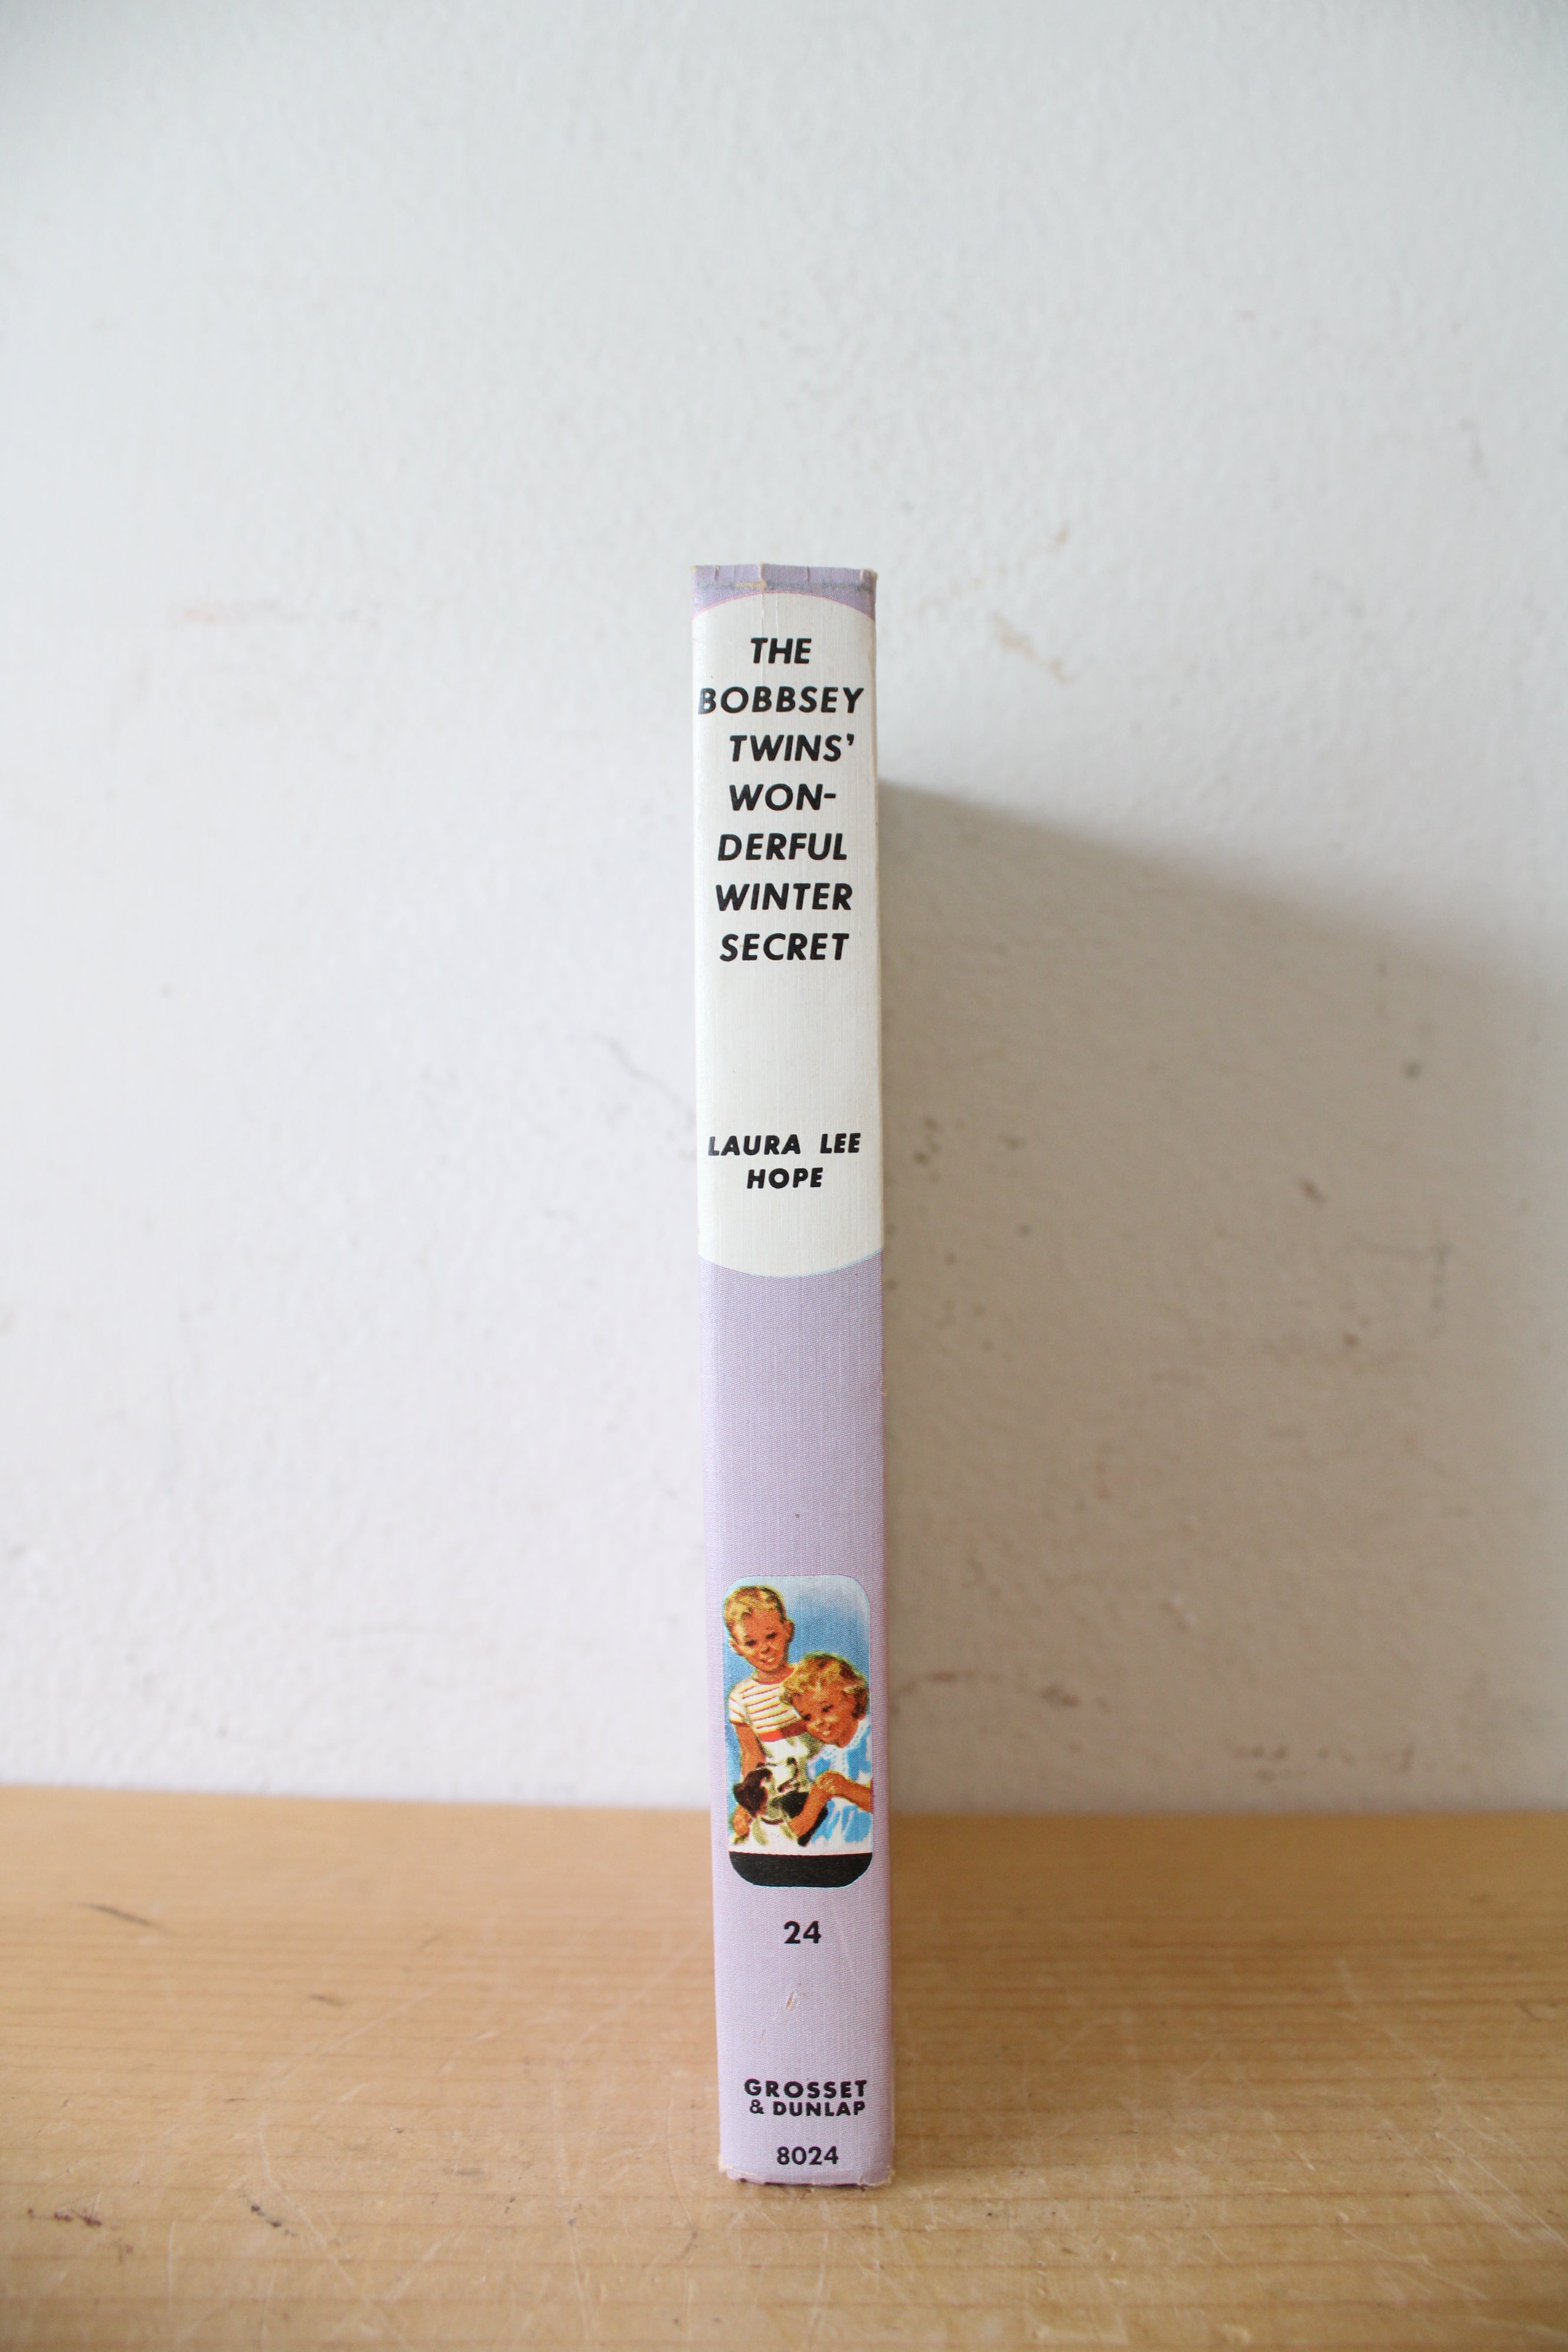 THE
BOBBSEY
TWINS’
WON-
DERFUL
WINTER
SECRET
LAURA LEE
HOPE
24
GROSSET
& DUNLAP
8024